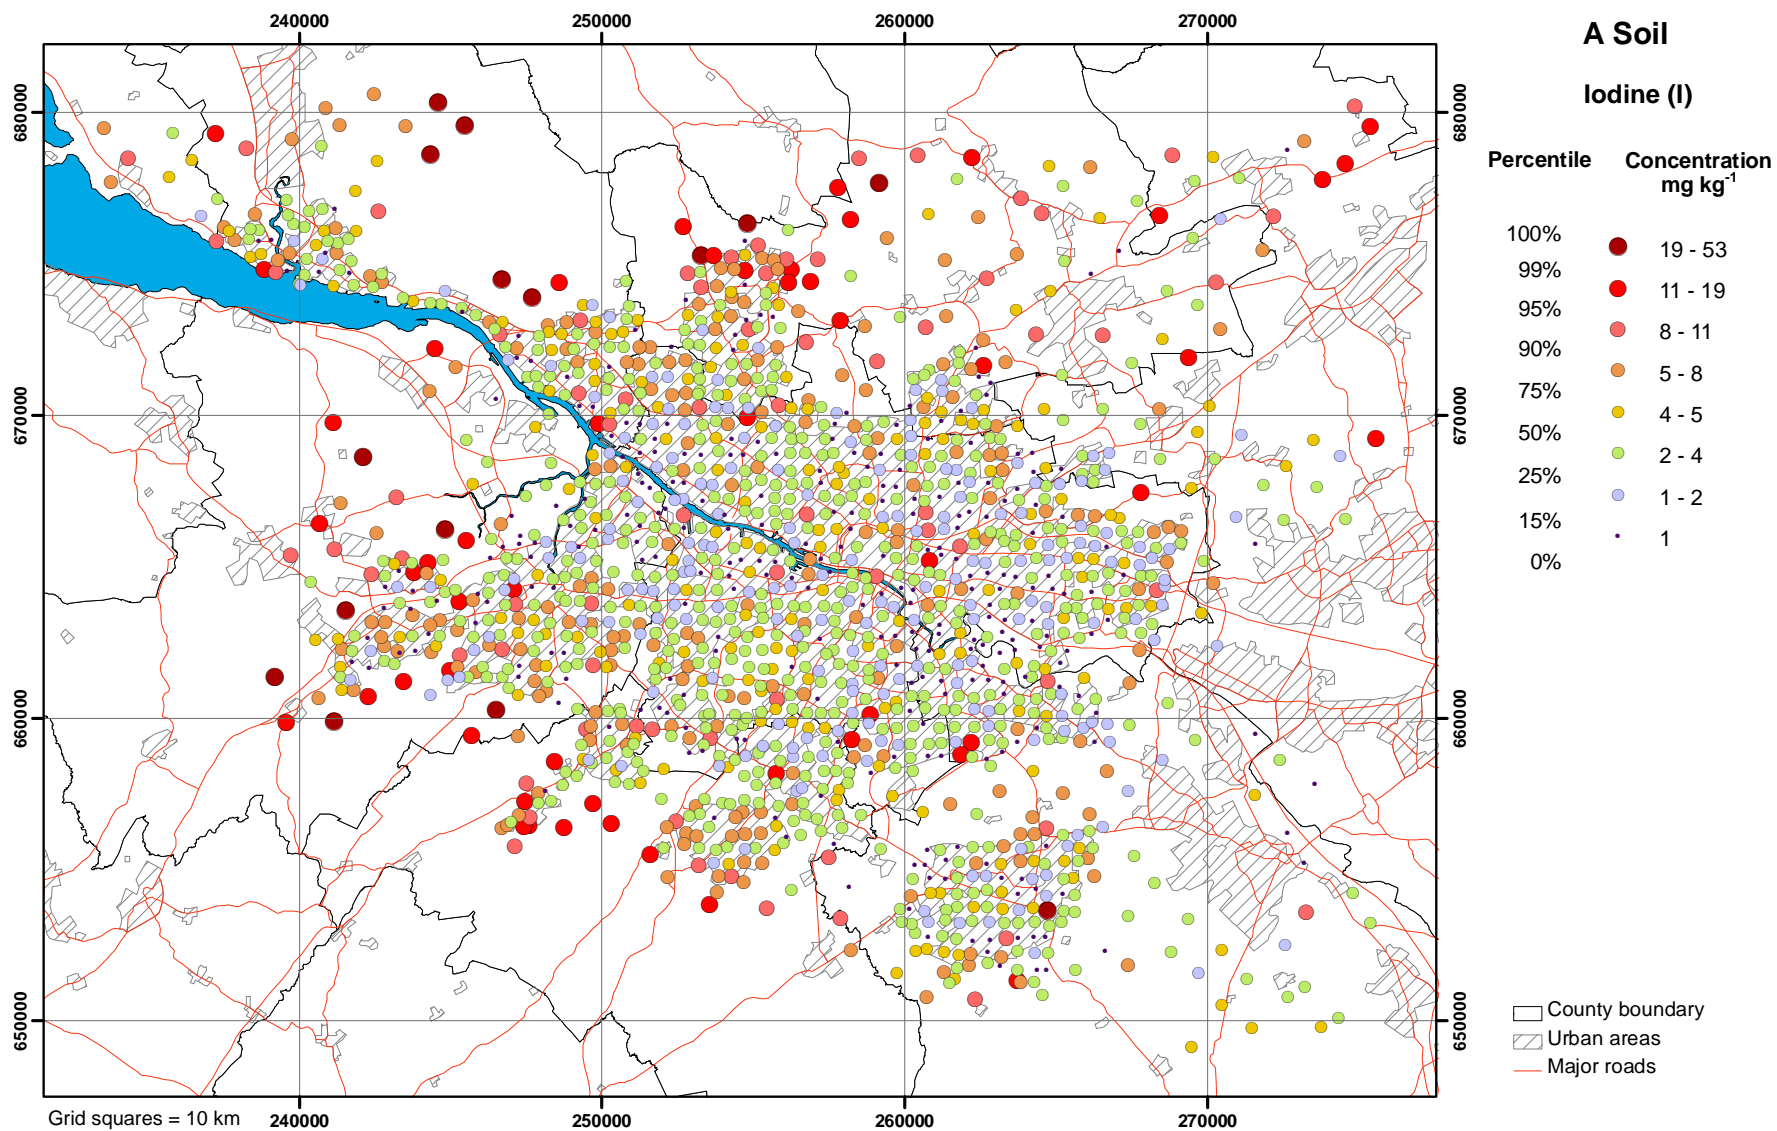 240000 250000 260000 270000
A Soil
Iodine (I)
Percentile Concentration
mg kg-1
100%
19 - 53
99%
11 - 19
95%
8 - 11
90%
5 - 8
75%
4 - 5
50%
2 - 4
25%
1 - 2
15%
1
0%
680000 680000
670000 670000
660000 660000
650000 650000
County boundary
Urban areas
Major roads
Grid squares = 10 km
240000 250000 260000 270000